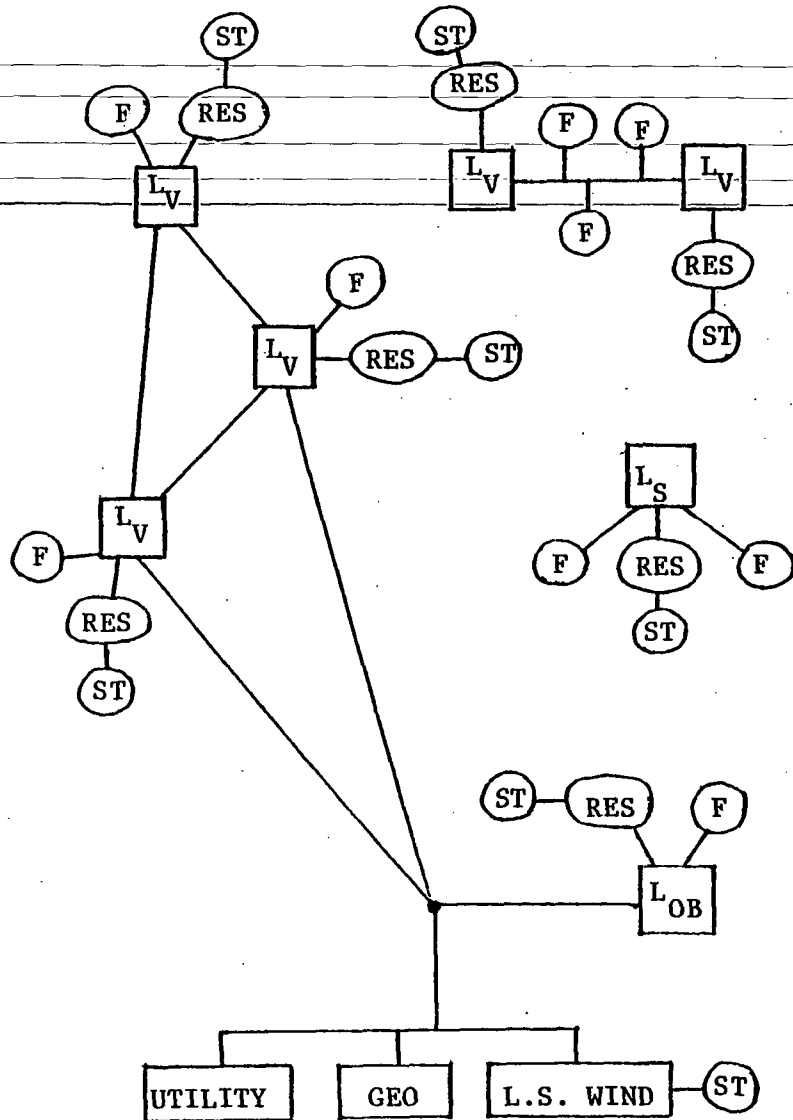 ST
ST
F
RES
RES
F
F
L_V
L_V
L_V
F
RES
ST
F
L_V
RES
ST
L_S
L_V
F
F
RES
F
RES
ST
ST
ST
RES
F
L_OB
UTILITY
GEO
L.S. WIND
ST